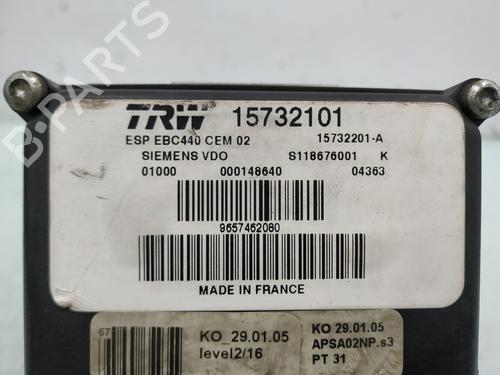 B-PARTS
TRW 15732101
ESP EBC440 CEM 02 15732201-A
SIEMENS VDO S118676001 K
01000 000148640 04363
9657462080
MADE IN FRANCE
67
KO_29.01.05
level2/16
KO 29.01.05
APSA02NP.s3
PT 31